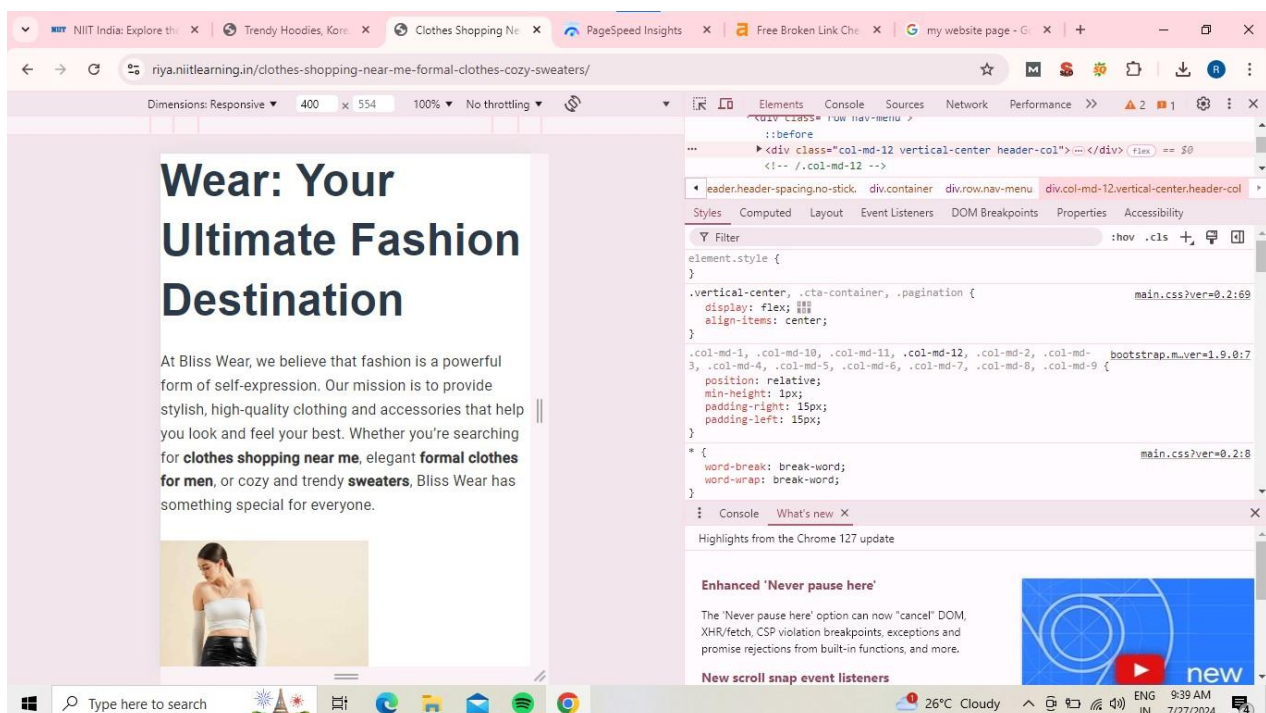 NIIT India: Explore the
Trendy Hoodies, Kore
Clothes Shopping Ne
PageSpeed Insights
Free Broken Link Che
my website page - Go
riya.niitlearning.in/clothes-shopping-near-me-formal-clothes-cozy-sweaters/
Dimensions: Responsive 400 x 554 100% No throttling
Wear: Your
Ultimate Fashion
Destination
At Bliss Wear, we believe that fashion is a powerful
form of self-expression. Our mission is to provide
stylish, high-quality clothing and accessories that help
you look and feel your best. Whether you're searching
for clothes shopping near me, elegant formal clothes
for men, or cozy and trendy sweaters, Bliss Wear has
something special for everyone.
Elements Console Sources Network Performance 2 1
<div class="row nav-menu">
::before
<div class="col-md-12 vertical-center header-col">…</div> flex == $0
<!-- /.col-md-12 -->
eader.header-spacing.no-stick. div.container div.row.nav-menu div.col-md-12.vertical-center.header-col
Styles Computed Layout Event Listeners DOM Breakpoints Properties Accessibility
Filter :hov .cls
element.style {
}
.vertical-center, .cta-container, .pagination { main.css?ver=0.2:69
display: flex;
align-items: center;
}
.col-md-1, .col-md-10, .col-md-11, .col-md-12, .col-md-2, .col-md- bootstrap.m…ver=1.9.0:7
3, .col-md-4, .col-md-5, .col-md-6, .col-md-7, .col-md-8, .col-md-9 {
position: relative;
min-height: 1px;
padding-right: 15px;
padding-left: 15px;
}
* { main.css?ver=0.2:8
word-break: break-word;
word-wrap: break-word;
}
Console What's new
Highlights from the Chrome 127 update
Enhanced 'Never pause here'
The 'Never pause here' option can now "cancel" DOM,
XHR/fetch, CSP violation breakpoints, exceptions and
promise rejections from built-in functions, and more.
New scroll snap event listeners
new
Type here to search
26°C Cloudy
ENG 9:39 AM
IN 7/27/2024
4